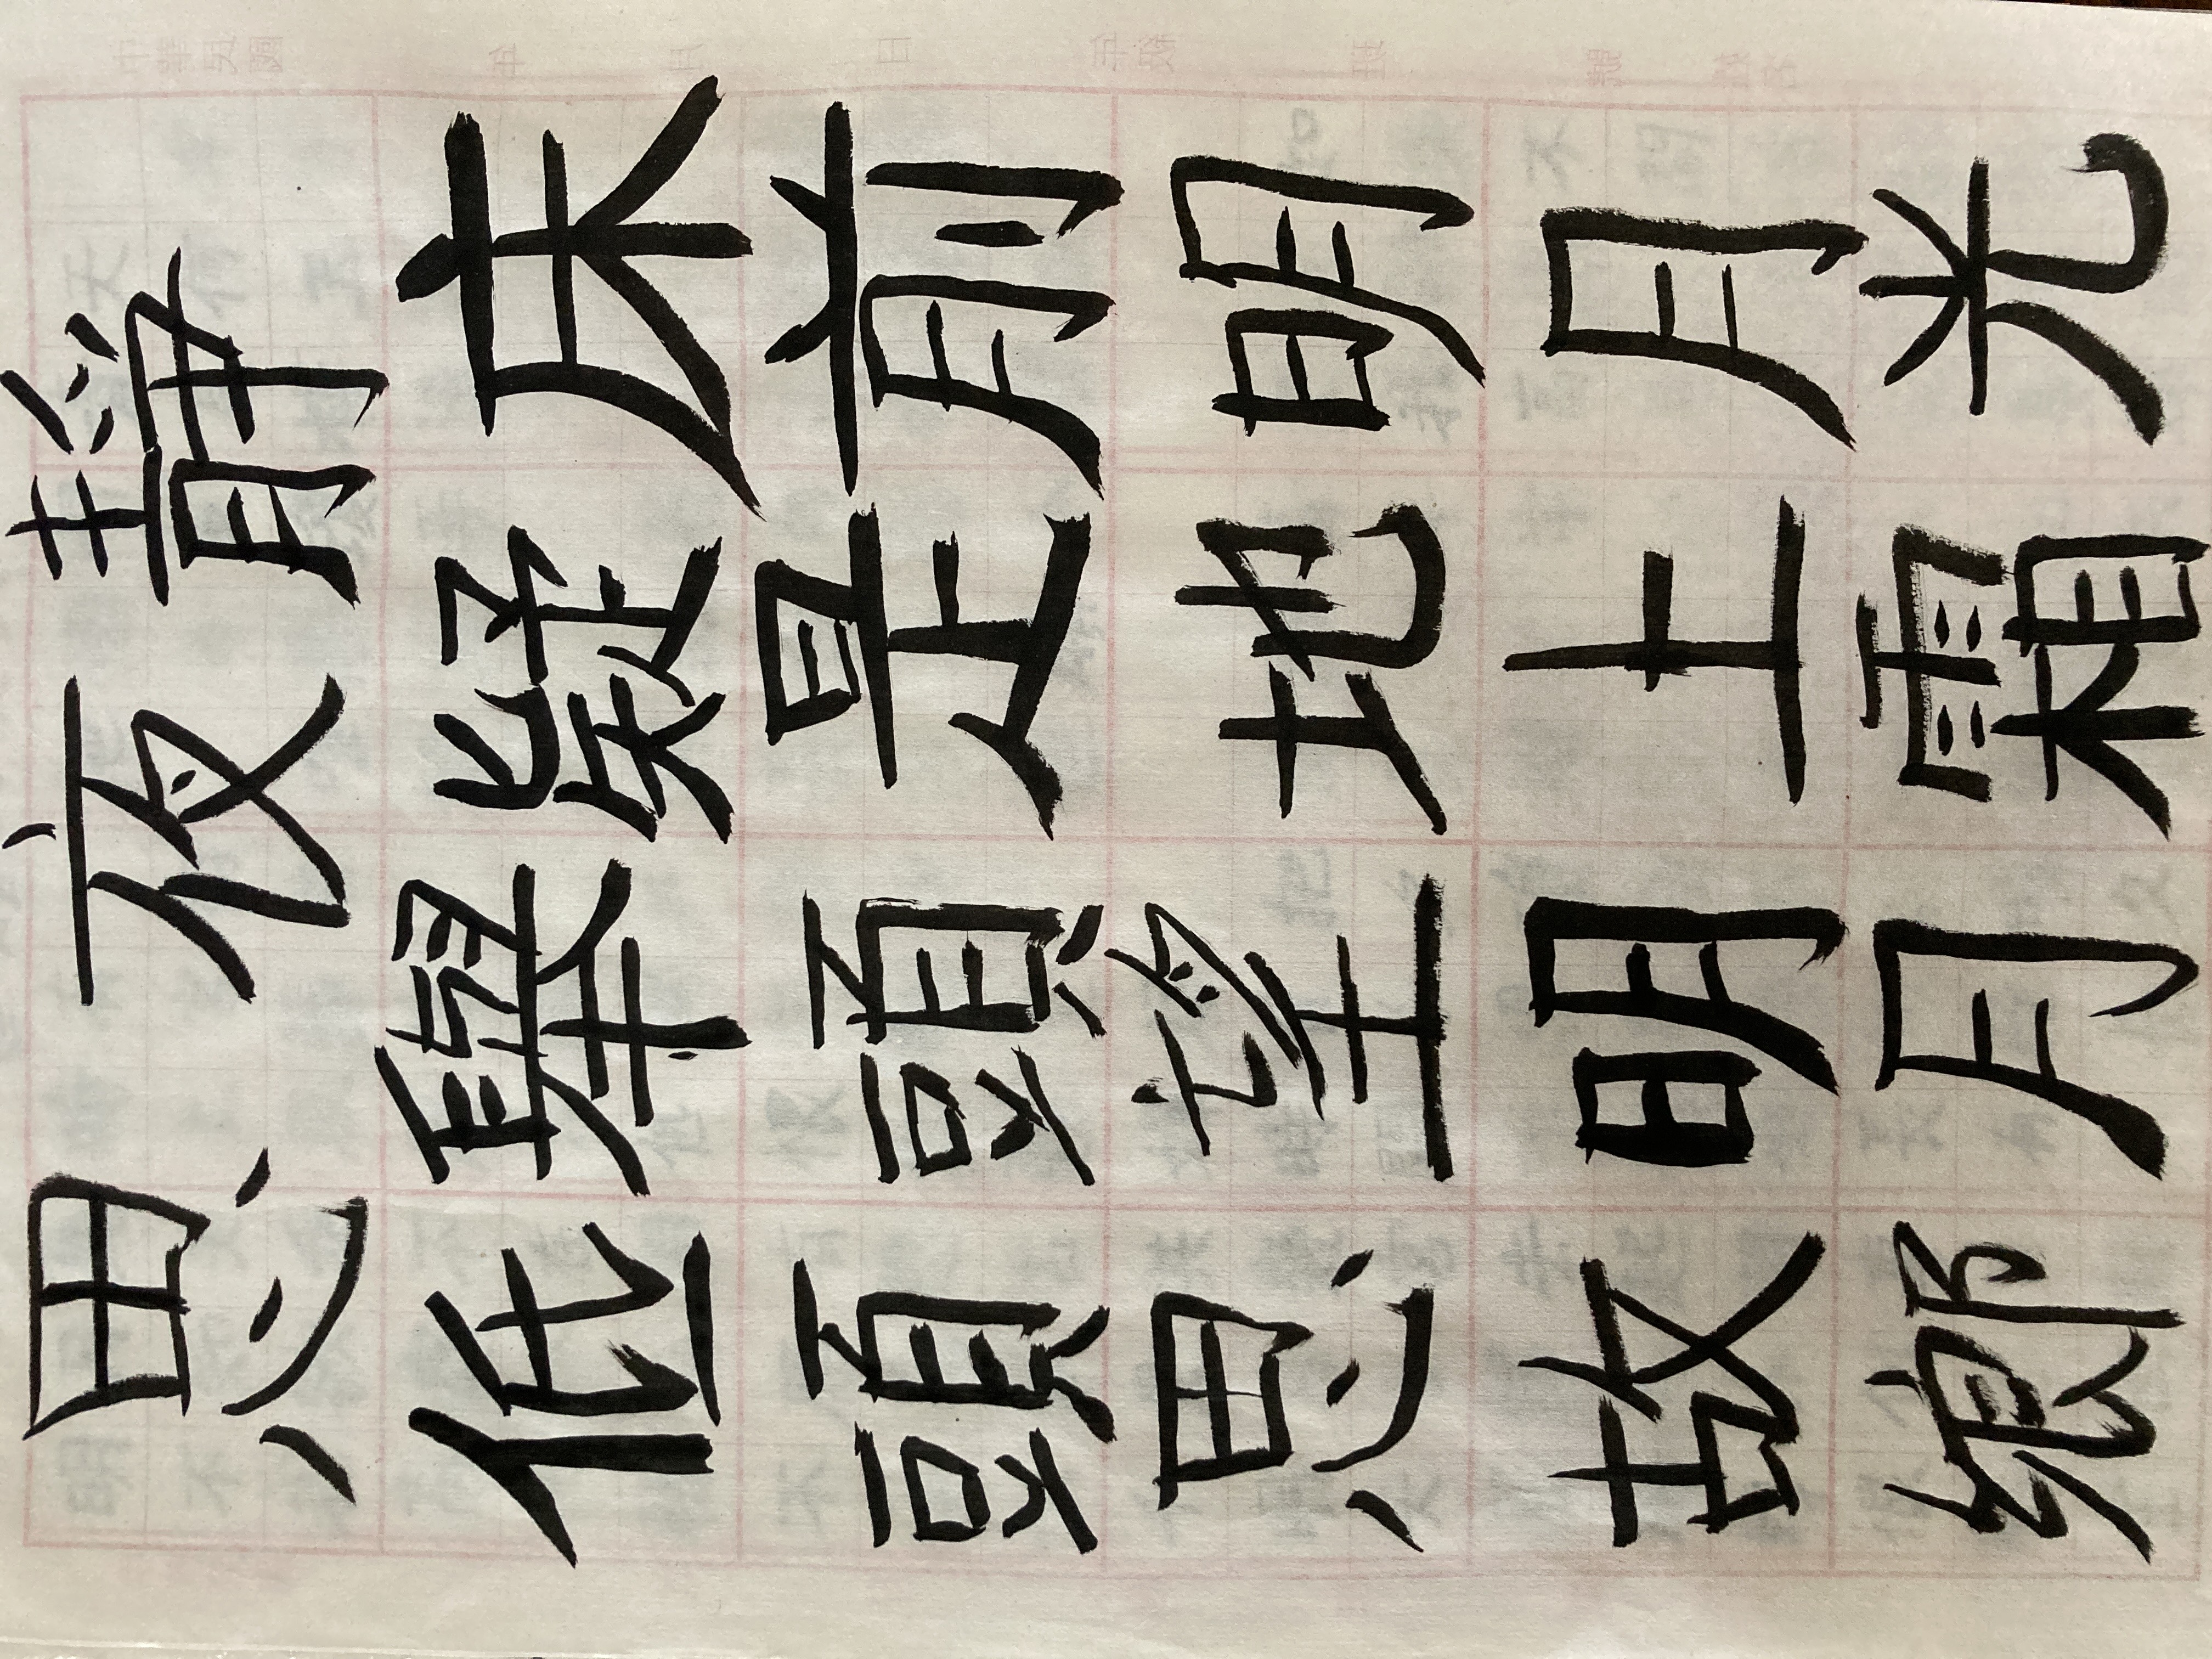 靜夜思
床前明月光
疑是地上霜
舉頭望明月
低頭思故鄉
中華民國 年 月 日 年級 班 號 姓名